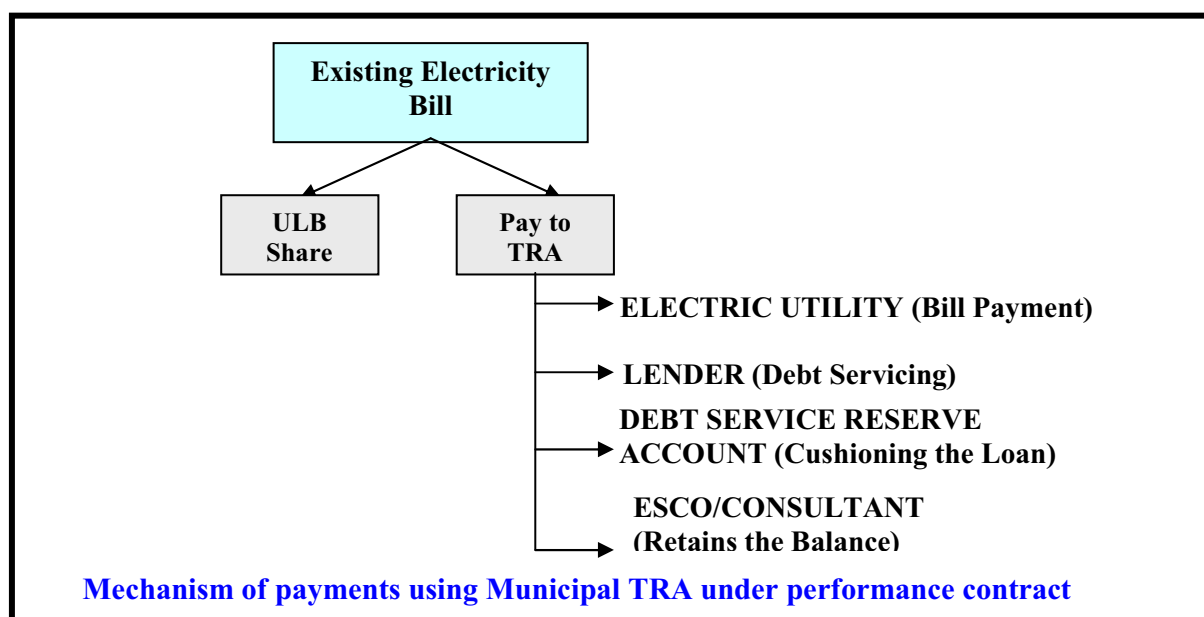 Existing Electricity
Bill
ULB
Share
Pay to
TRA
ELECTRIC UTILITY (Bill Payment)
LENDER (Debt Servicing)
DEBT SERVICE RESERVE
ACCOUNT (Cushioning the Loan)
ESCO/CONSULTANT
(Retains the Balance)
Mechanism of payments using Municipal TRA under performance contract